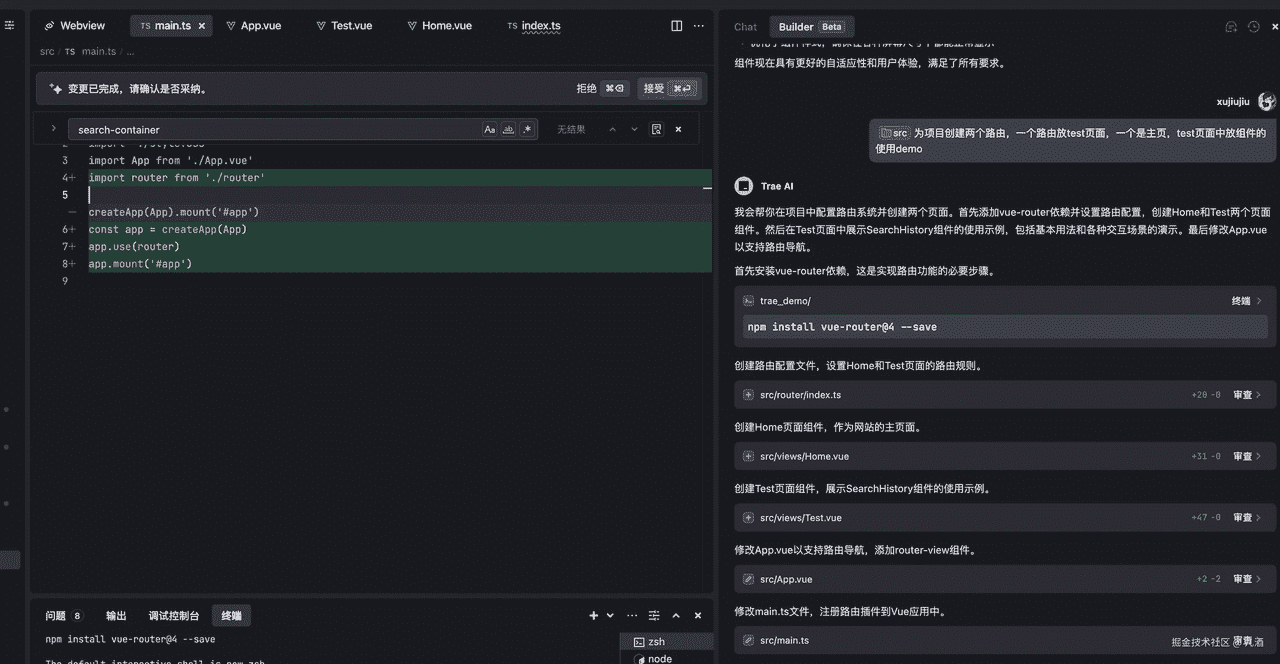 Webview
TS main.ts ×
App.vue
Test.vue
Home.vue
TS index.ts
src / TS main.ts / ...
变更已完成，请确认是否采纳。
拒绝 ⌘⌫
接受 ⌘⏎
search-container
Aa ab .*
无结果
3 import App from './App.vue'
4+ import router from './router'
5
— createApp(App).mount('#app')
6+ const app = createApp(App)
7+ app.use(router)
8+ app.mount('#app')
9
问题 8 输出 调试控制台 终端
npm install vue-router@4 --save
zsh
node
Chat
Builder Beta
组件现在具有更好的自适应性和用户体验，满足了所有要求。
xujiujiu
src 为项目创建两个路由，一个路由放test页面，一个是主页，test页面中放组件的
使用demo
Trae AI
我会帮你在项目中配置路由系统并创建两个页面。首先添加vue-router依赖并设置路由配置，创建Home和Test两个页面
组件。然后在Test页面中展示SearchHistory组件的使用示例，包括基本用法和各种交互场景的演示。最后修改App.vue
以支持路由导航。
首先安装vue-router依赖，这是实现路由功能的必要步骤。
trae_demo/ 终端
npm install vue-router@4 --save
创建路由配置文件，设置Home和Test页面的路由规则。
src/router/index.ts +20 -0 审查
创建Home页面组件，作为网站的主页面。
src/views/Home.vue +31 -0 审查
创建Test页面组件，展示SearchHistory组件的使用示例。
src/views/Test.vue +47 -0 审查
修改App.vue以支持路由导航，添加router-view组件。
src/App.vue +2 -2 审查
修改main.ts文件，注册路由插件到Vue应用中。
src/main.ts
掘金技术社区 @